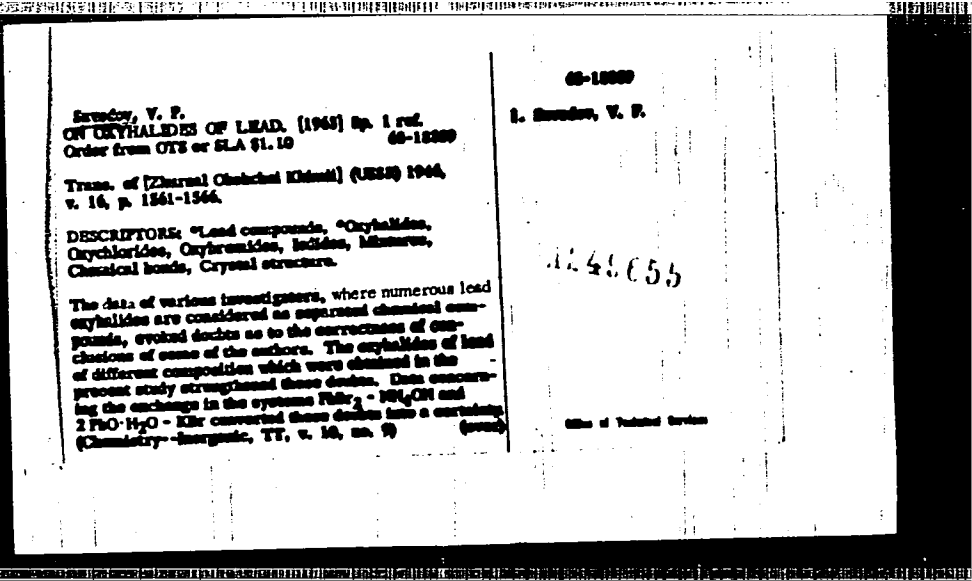 V. P.
ON OXYHALIDES OF LEAD. [1963] 8p. 1 ref.
Order from OTS or SLA $1.10
Trans. of [Zhurnal Obshchei Khimii] (USSR) 1946,
v. 16, p. 1561-1566.
DESCRIPTORS: *Lead compounds, *Oxyhalides,
Oxychlorides, Oxybromides, Iodides, Mixtures,
Chemical bonds, Crystal structure.
The data of various investigators, where numerous lead
oxyhalides are considered as separated chemical com-
pounds, evoked doubts as to the correctness of con-
clusions of some of the authors. The oxyhalides of lead
of different composition which were obtained in the
present study strengthened these doubts. Data concern-
ing the exchange in the systems PbBr₂ - NH₄OH and
2 PbO·H₂O - KBr converted these doubts into a certainty.
(Chemistry--Inorganic, TT, v. 10, no. 9) (over)
1. V. P.
Office of Technical Services